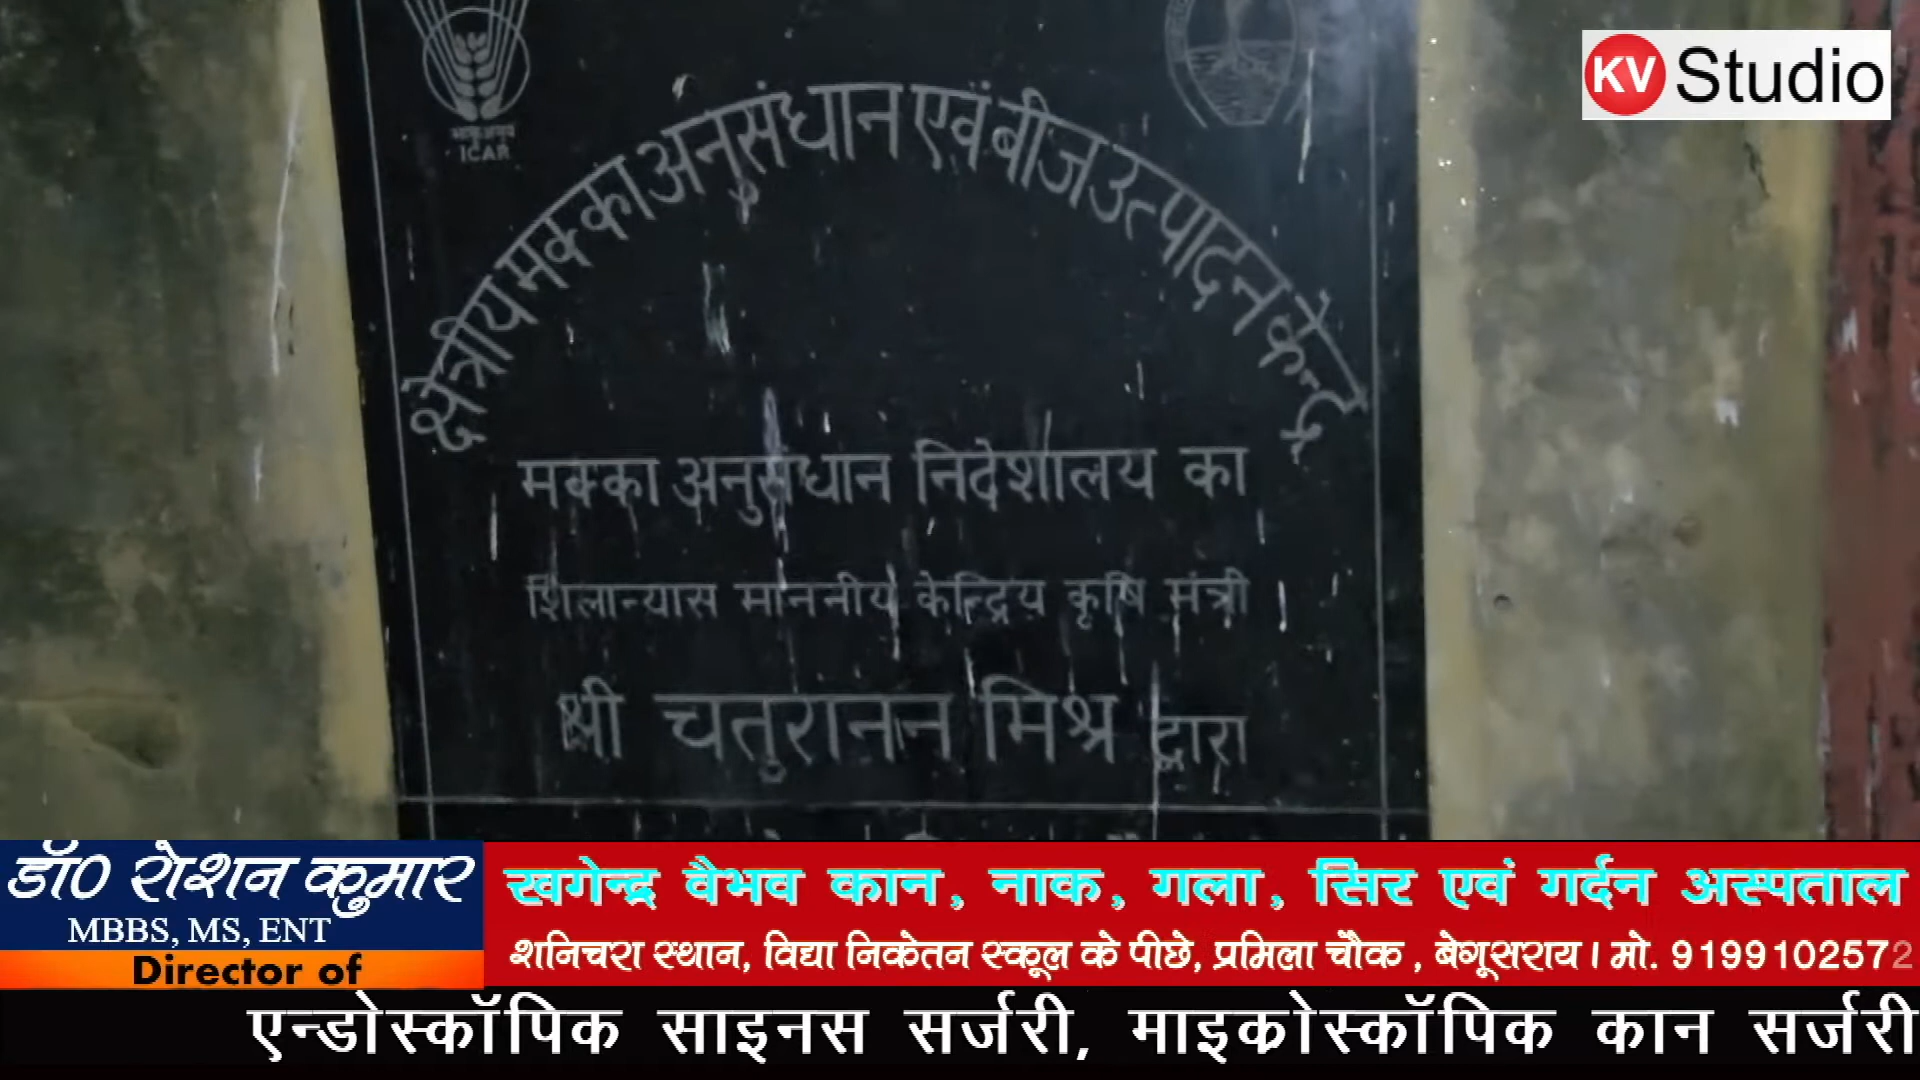 KV Studio
भाकृअनुप
ICAR
क्षेत्रीय मक्का अनुसंधान एवं बीज उत्पादन केन्द्र
मक्का अनुसंधान निदेशालय का
शिलान्यास माननीय केन्द्रिय कृषि मंत्री
श्री चतुरानन मिश्र द्वारा
डॉ० रोशन कुमार
MBBS, MS, ENT
Director of
खगेन्द्र वैभव कान, नाक, गला, सिर एवं गर्दन अस्पताल
शनिचरा स्थान, विद्या निकेतन स्कूल के पीछे, प्रमिला चौक , बेगूसराय । मो. 9199102572
एन्डोस्कॉपिक साइनस सर्जरी, माइक्रोस्कॉपिक कान सर्जरी